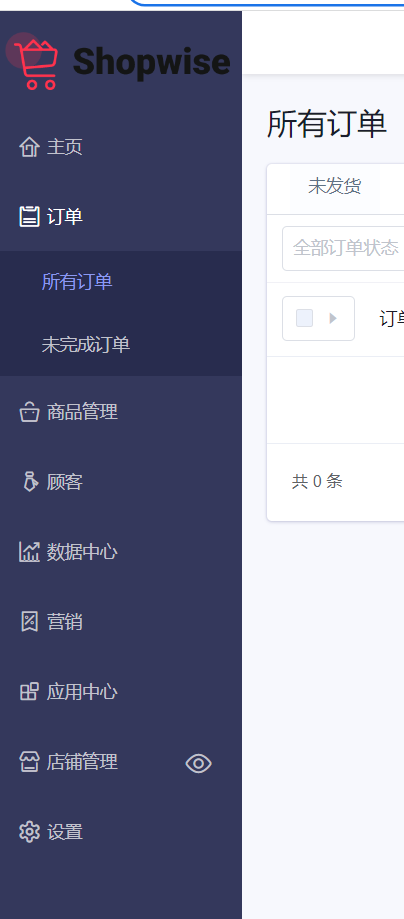 Shopwise
主页
订单
所有订单
未完成订单
商品管理
顾客
数据中心
营销
应用中心
店铺管理
设置
所有订单
未发货
全部订单状态
共 0 条